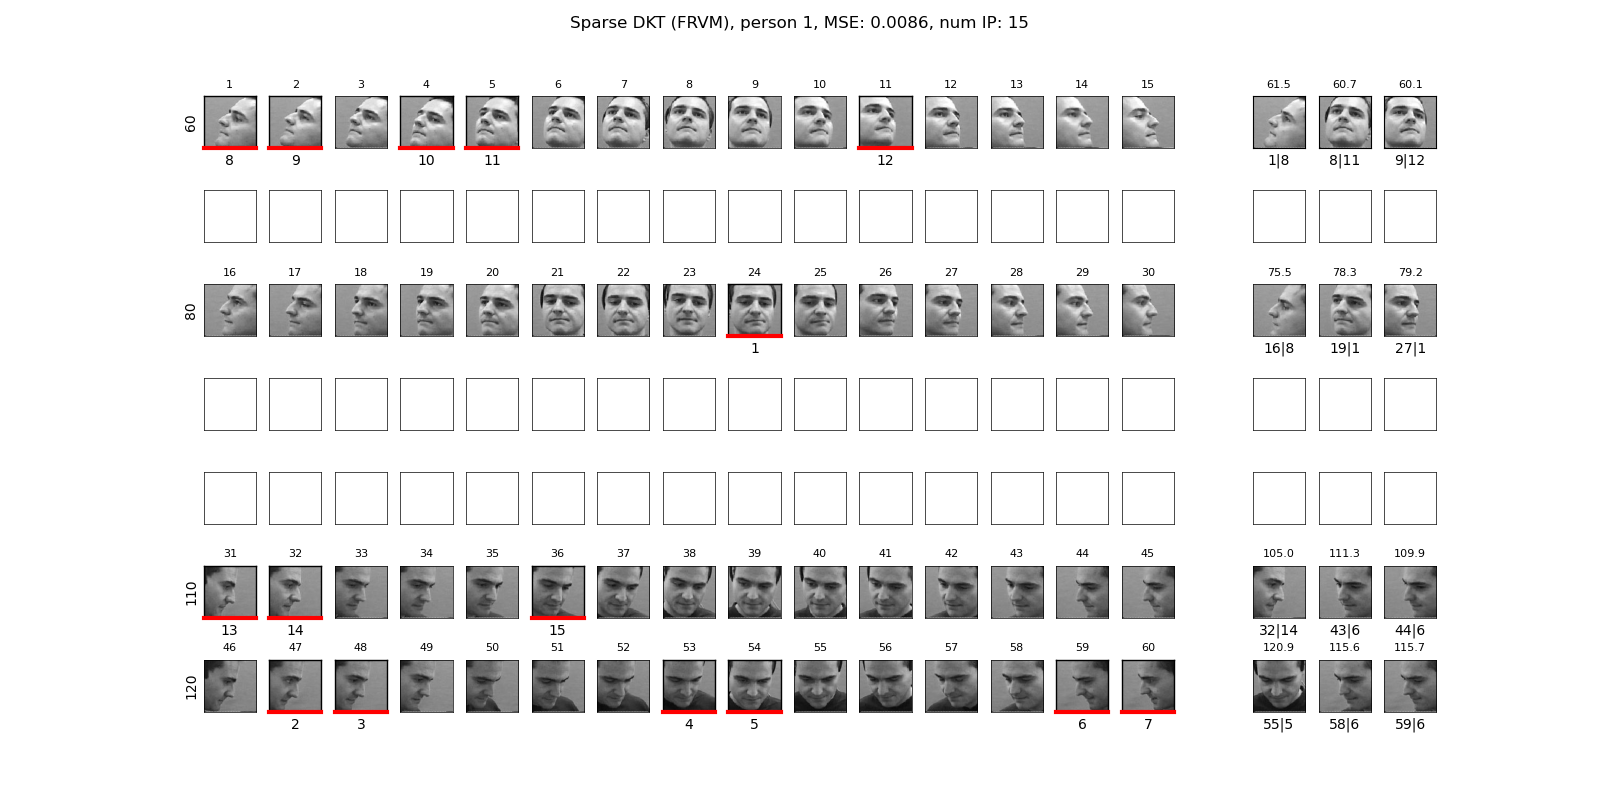 Sparse DKT (FRVM), person 1, MSE: 0.0086, num IP: 15
1 2 3 4 5 6 7 8 9 10 11 12 13 14 15 61.5 60.7 60.1
60
8 9 10 11 12 1|8 8|11 9|12
16 17 18 19 20 21 22 23 24 25 26 27 28 29 30 75.5 78.3 79.2
80
1 16|8 19|1 27|1
31 32 33 34 35 36 37 38 39 40 41 42 43 44 45 105.0 111.3 109.9
110
13 14 15 32|14 43|6 44|6
46 47 48 49 50 51 52 53 54 55 56 57 58 59 60 120.9 115.6 115.7
120
2 3 4 5 6 7 55|5 58|6 59|6